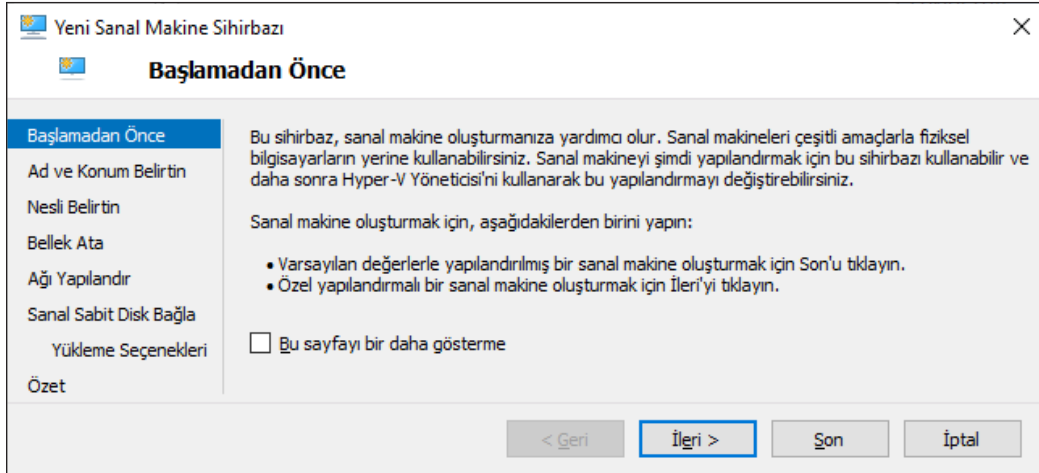 Yeni Sanal Makine Sihirbazı
Başlamadan Önce
Başlamadan Önce
Ad ve Konum Belirtin
Nesli Belirtin
Bellek Ata
Ağı Yapılandır
Sanal Sabit Disk Bağla
Yükleme Seçenekleri
Özet
Bu sihirbaz, sanal makine oluşturmanıza yardımcı olur. Sanal makineleri çeşitli amaçlarla fiziksel
bilgisayarların yerine kullanabilirsiniz. Sanal makineyi şimdi yapılandırmak için bu sihirbazı kullanabilir ve
daha sonra Hyper-V Yöneticisi'ni kullanarak bu yapılandırmayı değiştirebilirsiniz.
Sanal makine oluşturmak için, aşağıdakilerden birini yapın:
• Varsayılan değerlerle yapılandırılmış bir sanal makine oluşturmak için Son'u tıklayın.
• Özel yapılandırmalı bir sanal makine oluşturmak için İleri'yi tıklayın.
Bu sayfayı bir daha gösterme
< Geri
İleri >
Son
İptal